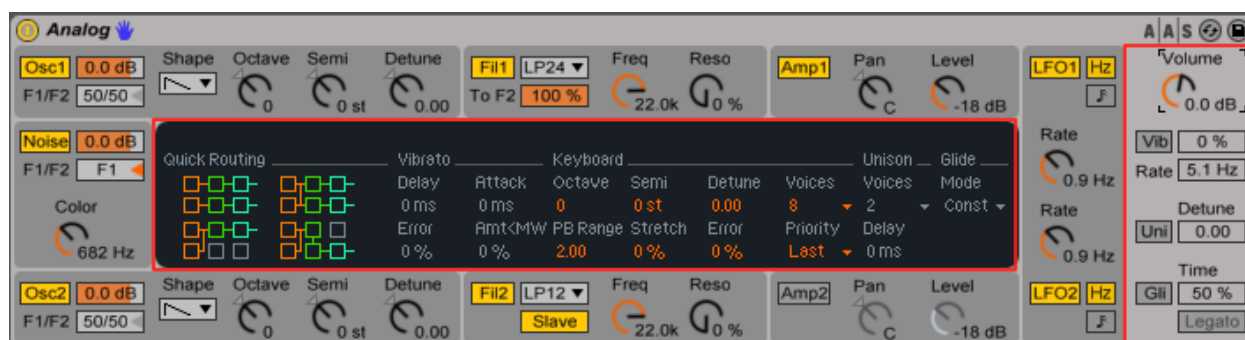 Analog
A A S
Osc1 0.0 dB
F1/F2 50/50
Shape Octave Semi Detune
0 0 st 0.00
Fil1 LP24
To F2 100 %
Freq Reso
22.0k 0 %
Amp1
Pan Level
C -18 dB
LFO1 Hz
Volume
0.0 dB
Noise 0.0 dB
F1/F2 F1
Color
682 Hz
Quick Routing
Vibrato Keyboard Unison Glide
Delay Attack Octave Semi Detune Voices Voices Mode
0 ms 0 ms 0 0 st 0.00 8 2 Const
Error Amt<MW PB Range Stretch Error Priority Delay
0 % 0 % 2.00 0 % 0 % Last 0 ms
Rate
0.9 Hz
Rate
0.9 Hz
Vib 0 %
Rate 5.1 Hz
Detune
Uni 0.00
Time
Gli 50 %
Legato
Osc2 0.0 dB
F1/F2 50/50
Shape Octave Semi Detune
0 0 st 0.00
Fil2 LP12
Slave
Freq Reso
22.0k 0 %
Amp2
Pan Level
C -18 dB
LFO2 Hz